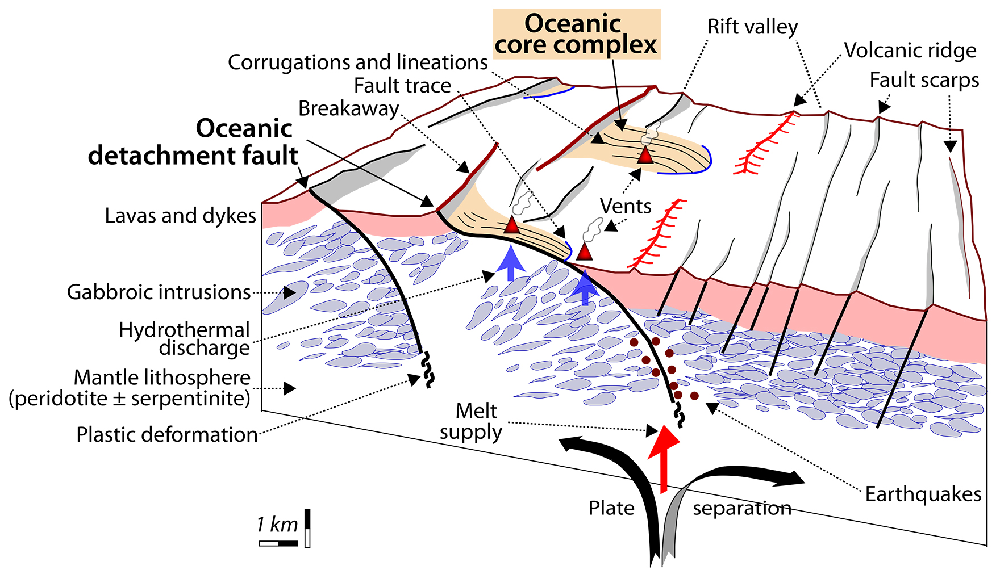 Oceanic
core complex
Rift valley
Volcanic ridge
Corrugations and lineations
Fault scarps
Fault trace
Breakaway
Oceanic
detachment fault
Vents
Lavas and dykes
Gabbroic intrusions
Hydrothermal
discharge
Mantle lithosphere
(peridotite ± serpentinite)
Plastic deformation
Melt
supply
Earthquakes
Plate separation
1 km